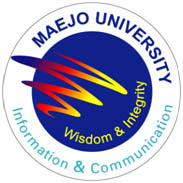 MAEJO UNIVERSITY
Wisdom & Integrity
Information & Communication